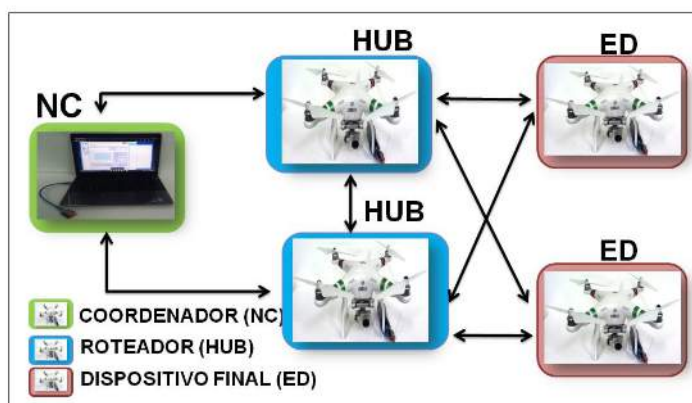 HUB
ED
NC
HUB
ED
COORDENADOR (NC)
ROTEADOR (HUB)
DISPOSITIVO FINAL (ED)